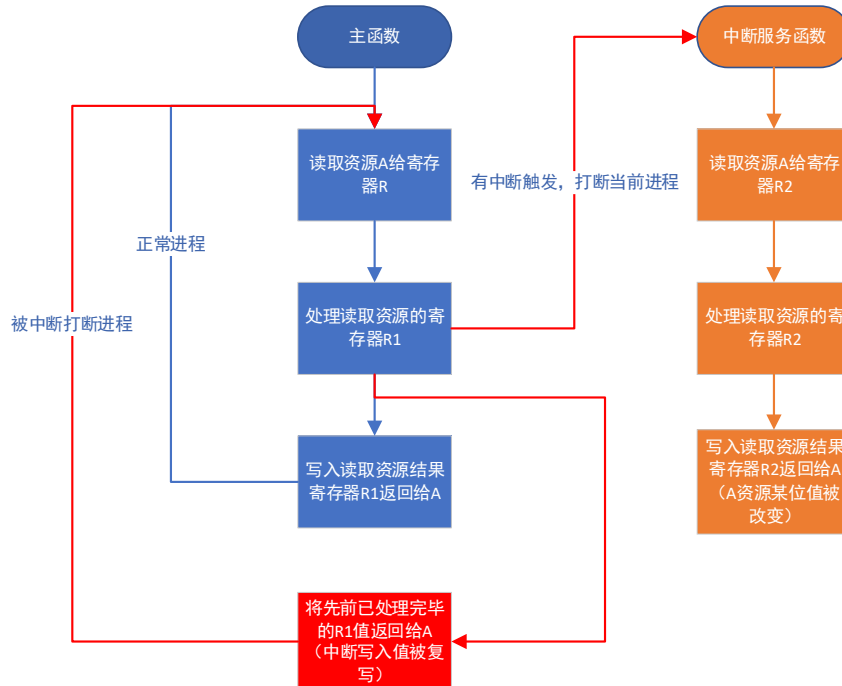 主函数
中断服务函数
读取资源A给寄存
器R
读取资源A给寄存
器R2
有中断触发，打断当前进程
正常进程
被中断打断进程
处理读取资源的寄
存器R1
处理读取资源的寄
存器R2
写入读取资源结果
寄存器R1返回给A
写入读取资源结果
寄存器R2返回给A
（A资源某位值被
改变）
将先前已处理完毕
的R1值返回给A
（中断写入值被复
写）